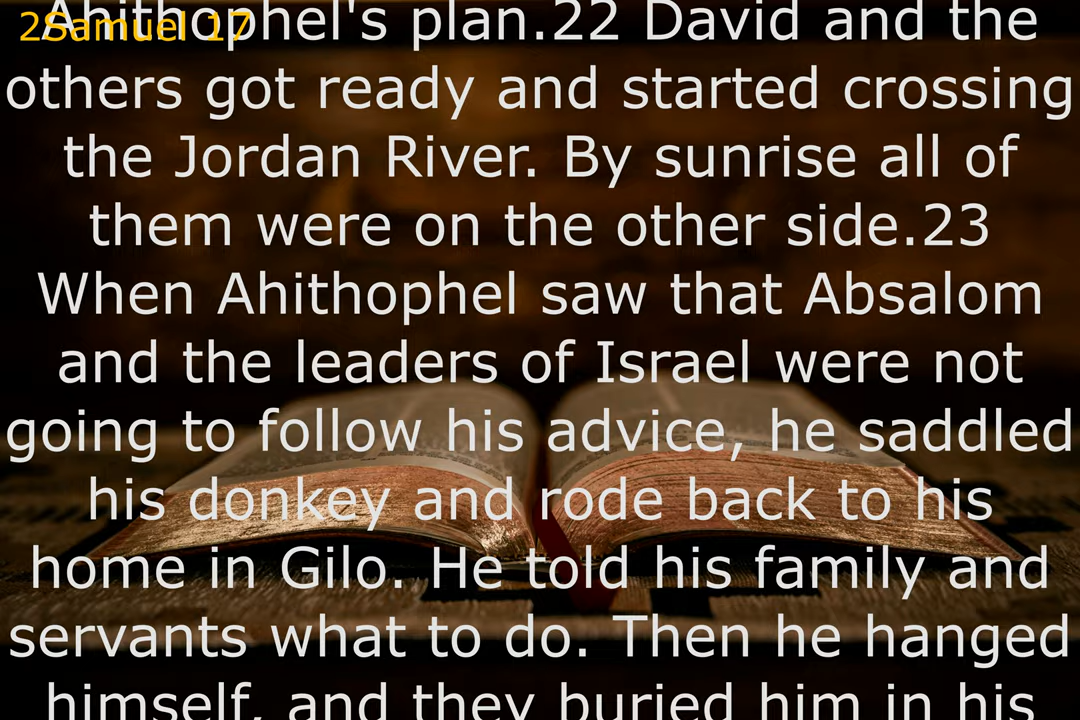 2Samuel 17
Ahithophel's plan.22 David and the
others got ready and started crossing
the Jordan River. By sunrise all of
them were on the other side.23
When Ahithophel saw that Absalom
and the leaders of Israel were not
going to follow his advice, he saddled
his donkey and rode back to his
home in Gilo. He told his family and
servants what to do. Then he hanged
himself, and they buried him in his